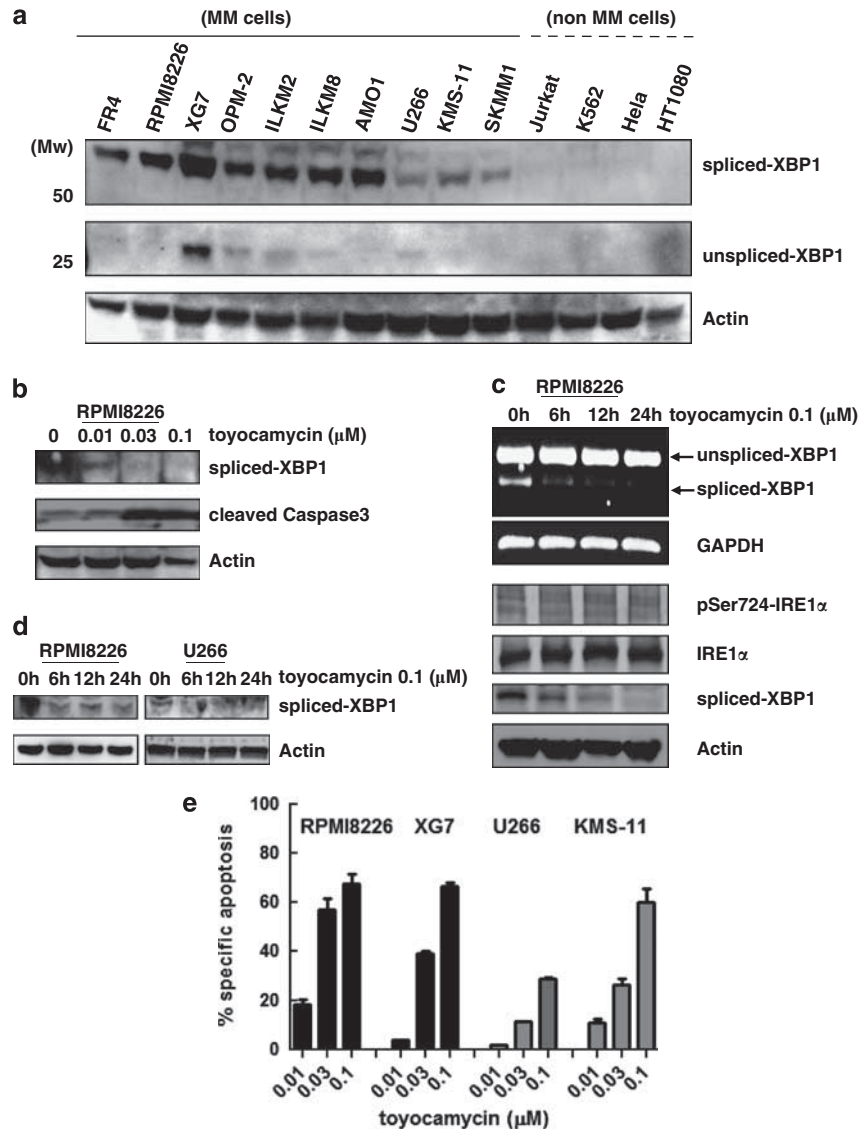 a
(MM cells) (non MM cells)
FR4 RPMI8226 XG7 OPM-2 ILKM2 ILKM8 AMO1 U266 KMS-11 SKMM1 Jurkat K562 Hela HT1080
(Mw)
50
spliced-XBP1
25
unspliced-XBP1
Actin
b
RPMI8226
0 0.01 0.03 0.1 toyocamycin (μM)
spliced-XBP1
cleaved Caspase3
Actin
c
RPMI8226
0h 6h 12h 24h toyocamycin 0.1 (μM)
unspliced-XBP1
spliced-XBP1
GAPDH
pSer724-IRE1α
IRE1α
spliced-XBP1
Actin
d
RPMI8226 U266
0h 6h 12h 24h 0h 6h 12h 24h toyocamycin 0.1 (μM)
spliced-XBP1
Actin
e
% specific apoptosis
100
80
60
40
20
0
RPMI8226 XG7 U266 KMS-11
0.01 0.03 0.1 0.01 0.03 0.1 0.01 0.03 0.1 0.01 0.03 0.1
toyocamycin (μM)